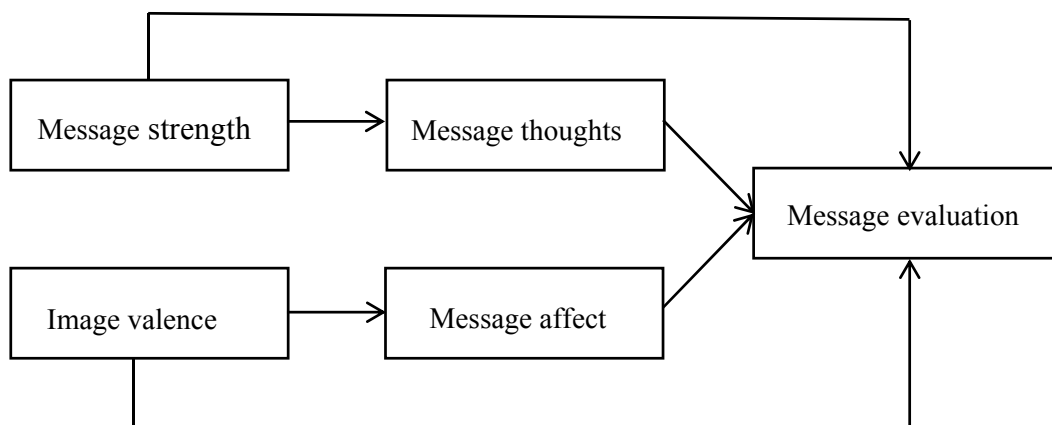 Message strength
Message thoughts
Message evaluation
Image valence
Message affect